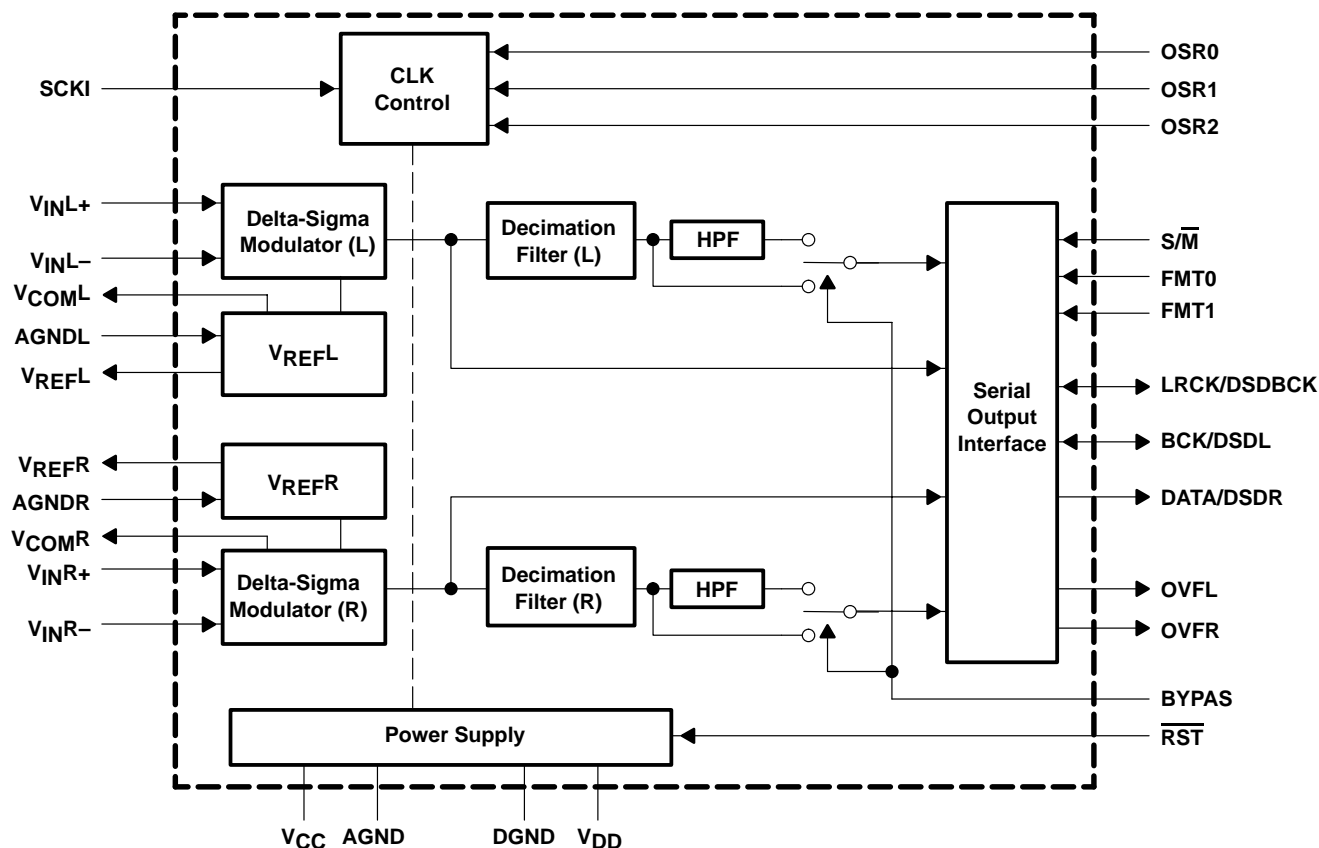 OSR0
SCKI
CLK
Control
OSR1
OSR2
VINL+
Delta-Sigma
Modulator (L)
Decimation
Filter (L)
HPF
S/M̅
VINL–
FMT0
VCOML
FMT1
AGNDL
VREFL
VREFL
Serial
Output
Interface
LRCK/DSDBCK
BCK/DSDL
VREFR
VREFR
AGNDR
DATA/DSDR
VCOMR
VINR+
Delta-Sigma
Modulator (R)
Decimation
Filter (R)
HPF
OVFL
VINR–
OVFR
BYPAS
Power Supply
R̅S̅T̅
VCC
AGND
DGND
VDD